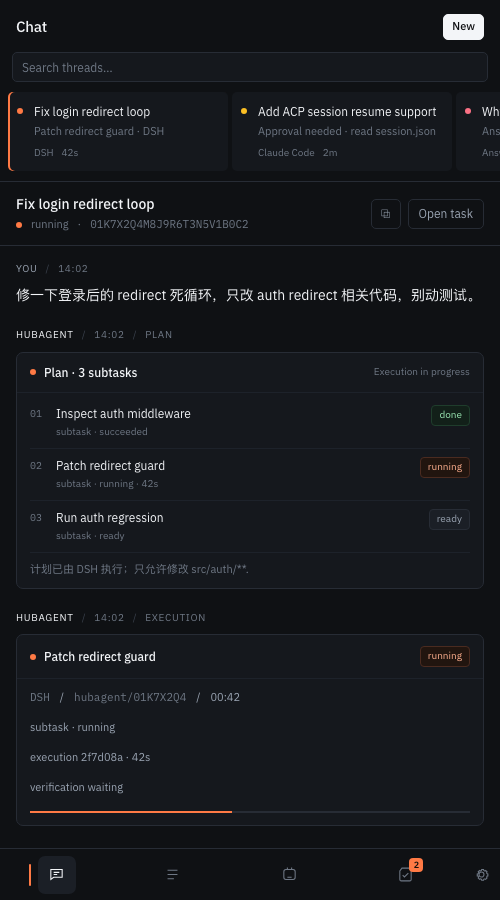 Chat
New
Search threads...
Fix login redirect loop
Patch redirect guard · DSH
DSH 42s
Add ACP session resume support
Approval needed · read session.json
Claude Code 2m
Wh
Ans
Answ
Fix login redirect loop
running · 01K7X2Q4M8J9R6T3N5V1B0C2
Open task
YOU / 14:02
修一下登录后的 redirect 死循环，只改 auth redirect 相关代码，别动测试。
HUBAGENT / 14:02 / PLAN
Plan · 3 subtasks
Execution in progress
01 Inspect auth middleware
done
subtask · succeeded
02 Patch redirect guard
running
subtask · running · 42s
03 Run auth regression
ready
subtask · ready
计划已由 DSH 执行；只允许修改 src/auth/**.
HUBAGENT / 14:02 / EXECUTION
Patch redirect guard
running
DSH / hubagent/01K7X2Q4 / 00:42
subtask · running
execution 2f7d08a · 42s
verification waiting
2